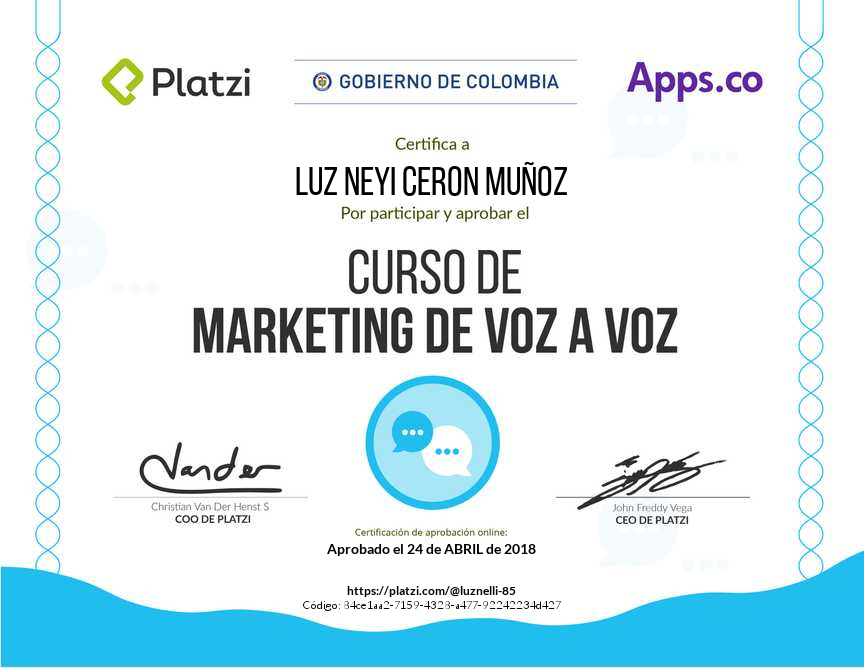 Platzi
GOBIERNO DE COLOMBIA
Apps.co
Certifica a
LUZ NEYI CERON MUÑOZ
Por participar y aprobar el
CURSO DE
MARKETING DE VOZ A VOZ
Christian Van Der Henst S
COO DE PLATZI
John Freddy Vega
CEO DE PLATZI
Certificación de aprobación online:
Aprobado el 24 de ABRIL de 2018
https://platzi.com/@luznelli-85
Código: 84ce1aa2-7159-4328-a477-92242234d427